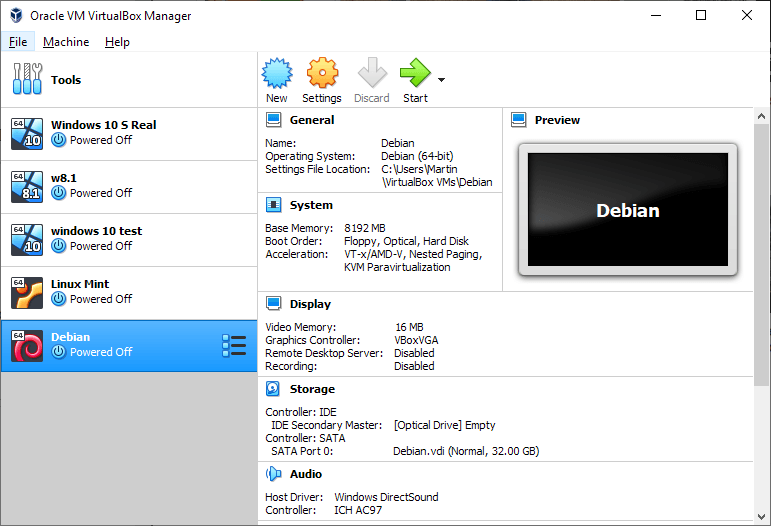 Oracle VM VirtualBox Manager
File Machine Help
Tools
64
10
Windows 10 S Real
Powered Off
64
8.1
w8.1
Powered Off
64
10
windows 10 test
Powered Off
64
Linux Mint
Powered Off
64
Debian
Powered Off
New Settings Discard Start
General
Name: Debian
Operating System: Debian (64-bit)
Settings File Location: C:\Users\Martin
\VirtualBox VMs\Debian
System
Base Memory: 8192 MB
Boot Order: Floppy, Optical, Hard Disk
Acceleration: VT-x/AMD-V, Nested Paging,
KVM Paravirtualization
Preview
Debian
Display
Video Memory: 16 MB
Graphics Controller: VBoxVGA
Remote Desktop Server: Disabled
Recording: Disabled
Storage
Controller: IDE
IDE Secondary Master: [Optical Drive] Empty
Controller: SATA
SATA Port 0: Debian.vdi (Normal, 32.00 GB)
Audio
Host Driver: Windows DirectSound
Controller: ICH AC97